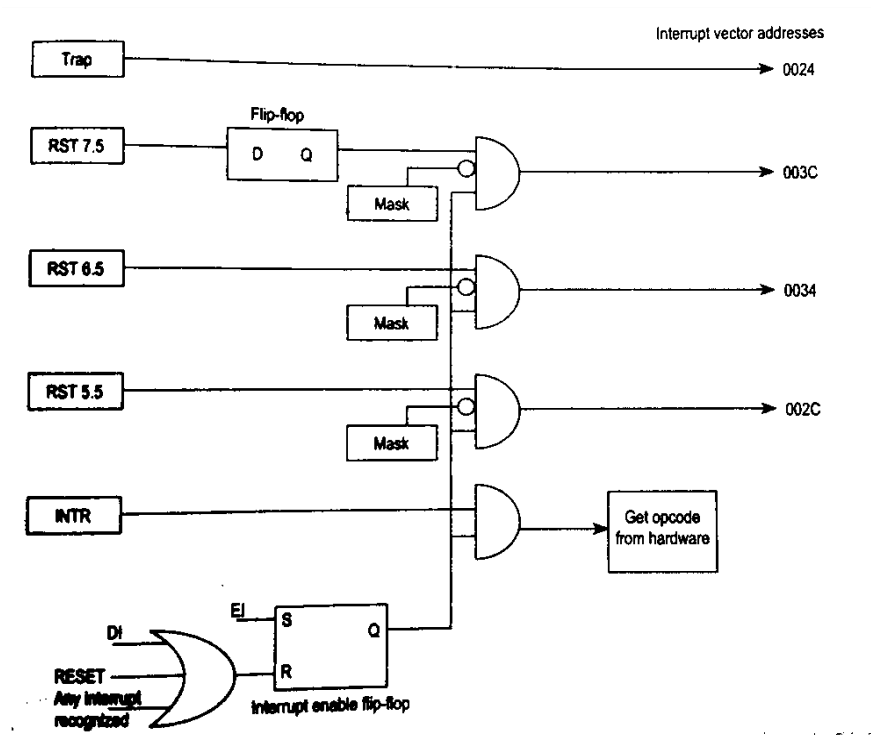 Interrupt vector addresses
Trap
0024
Flip-flop
RST 7.5
D Q
003C
Mask
RST 6.5
0034
Mask
RST 5.5
002C
Mask
INTR
Get opcode
from hardware
EI
S
Q
DI
R
RESET
Any interrupt
recognized
Interrupt enable flip-flop